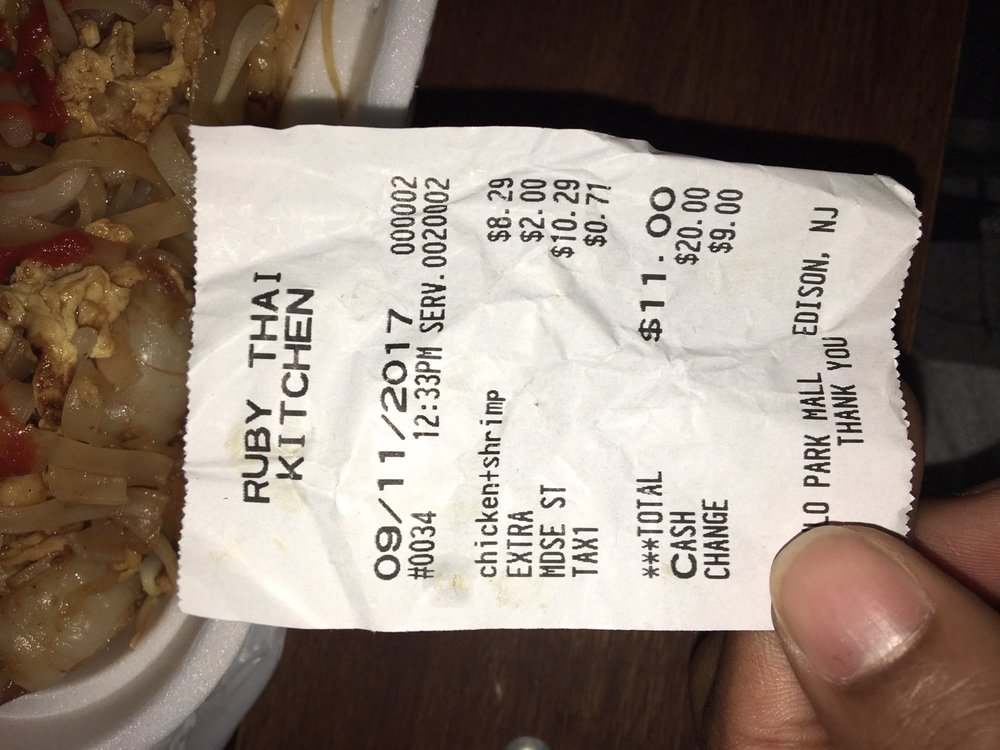 RUBY THAI
KITCHEN
09/11/2017 000002
#0034 12:33PM SERV.0020002
chicken+shrimp $8.29
EXTRA $2.00
MDSE ST $10.29
TAX1 $0.71
***TOTAL $11.00
CASH $20.00
CHANGE $9.00
LO PARK MALL EDISON, NJ
THANK YOU